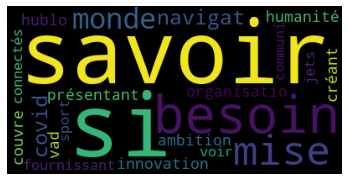 hublo monde navigat humanité
savoir
couvre connectés communi jets créant
présentant organisatio
covid si besoin
vad sport ambition voir mise
fournissant innovation